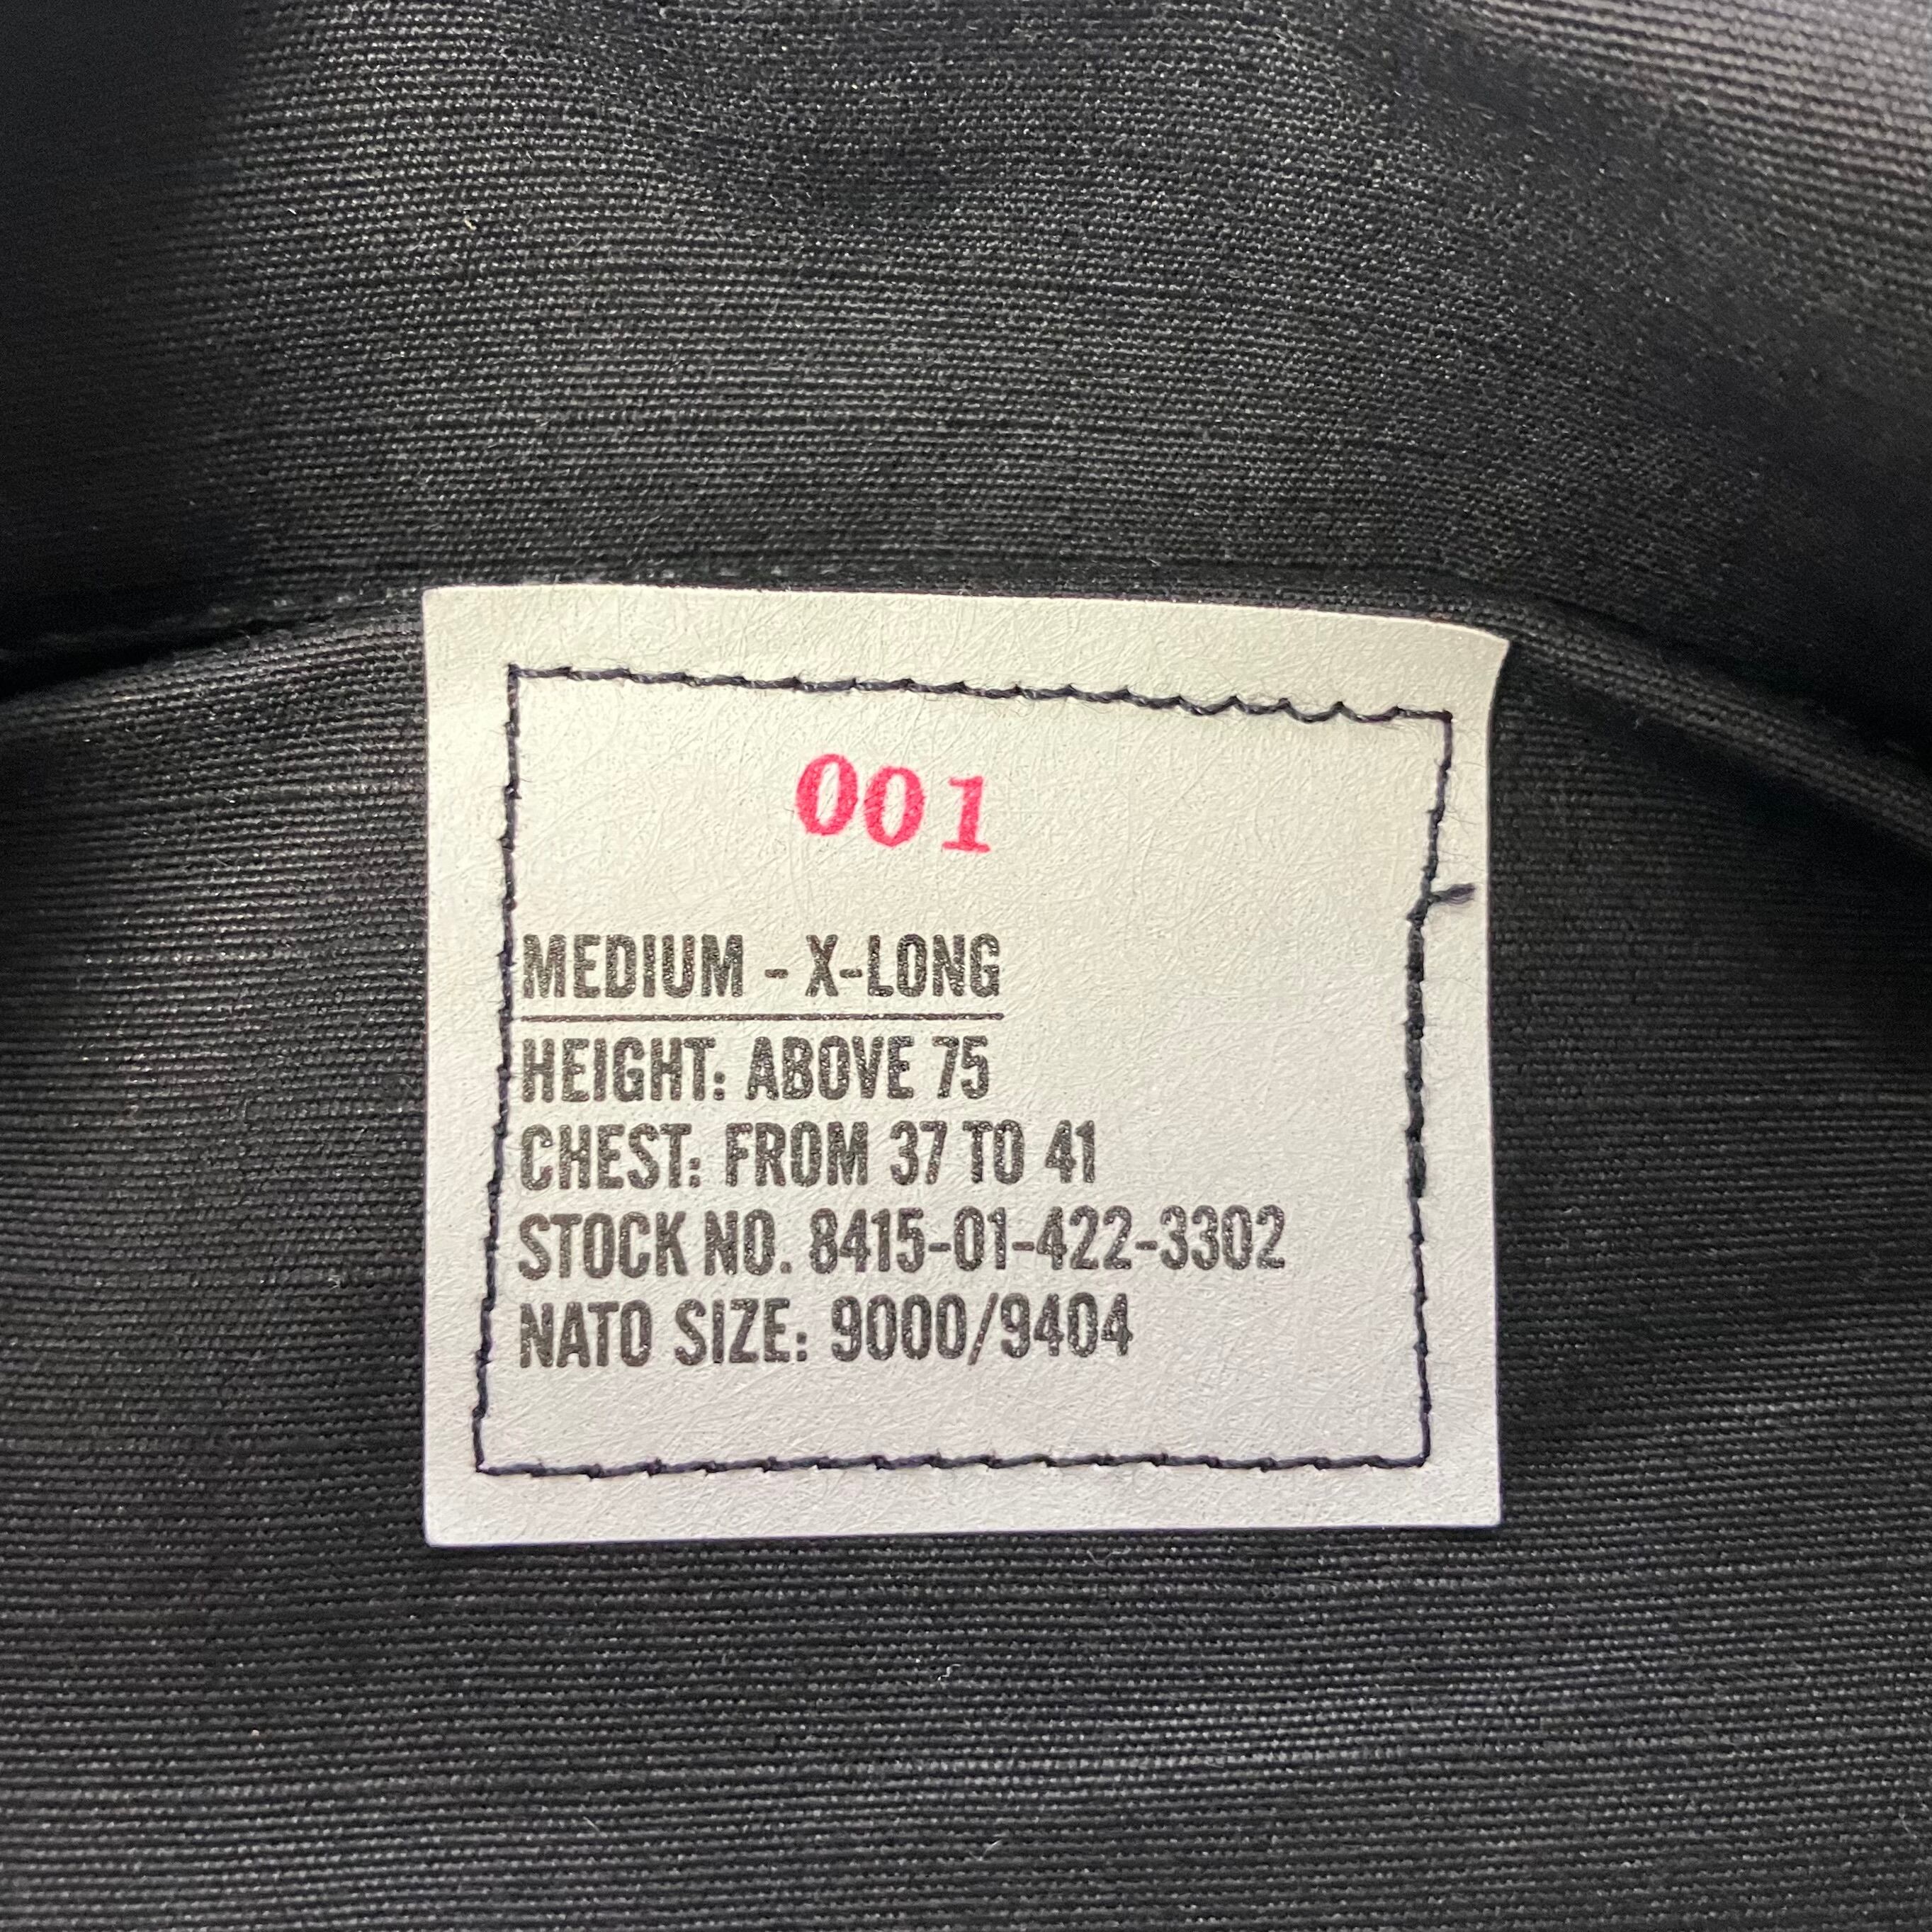 001
MEDIUM - X-LONG
HEIGHT: ABOVE 75
CHEST: FROM 37 TO 41
STOCK NO. 8415-01-422-3302
NATO SIZE: 9000/9404